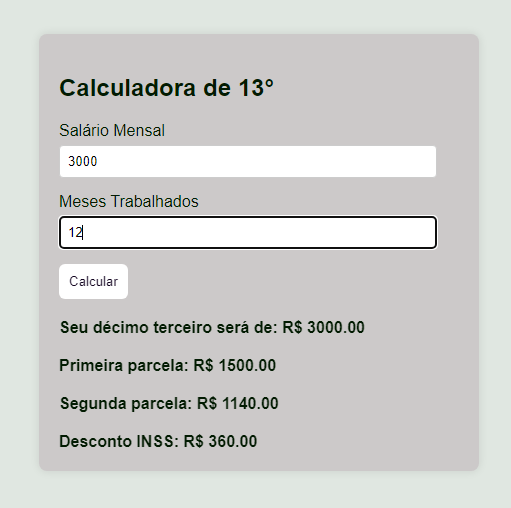 Calculadora de 13°
Salário Mensal
3000
Meses Trabalhados
12
Calcular
Seu décimo terceiro será de: R$ 3000.00
Primeira parcela: R$ 1500.00
Segunda parcela: R$ 1140.00
Desconto INSS: R$ 360.00